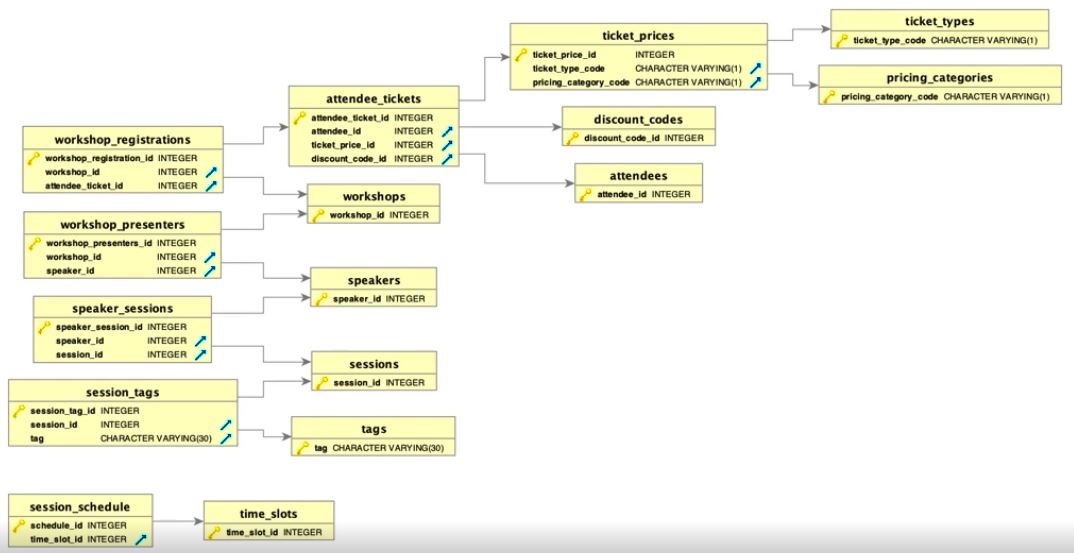 ticket_types
ticket_type_code CHARACTER VARYING(1)
ticket_prices
ticket_price_id INTEGER
ticket_type_code CHARACTER VARYING(1)
pricing_category_code CHARACTER VARYING(1)
pricing_categories
pricing_category_code CHARACTER VARYING(1)
attendee_tickets
attendee_ticket_id INTEGER
attendee_id INTEGER
ticket_price_id INTEGER
discount_code_id INTEGER
discount_codes
discount_code_id INTEGER
attendees
attendee_id INTEGER
workshop_registrations
workshop_registration_id INTEGER
workshop_id INTEGER
attendee_ticket_id INTEGER
workshops
workshop_id INTEGER
workshop_presenters
workshop_presenters_id INTEGER
workshop_id INTEGER
speaker_id INTEGER
speakers
speaker_id INTEGER
speaker_sessions
speaker_session_id INTEGER
speaker_id INTEGER
session_id INTEGER
sessions
session_id INTEGER
session_tags
session_tag_id INTEGER
session_id INTEGER
tag CHARACTER VARYING(30)
tags
tag CHARACTER VARYING(30)
session_schedule
schedule_id INTEGER
time_slot_id INTEGER
time_slots
time_slot_id INTEGER